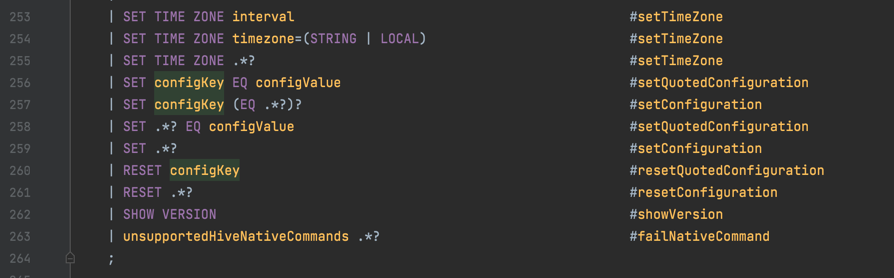 253 | SET TIME ZONE interval #setTimeZone
254 | SET TIME ZONE timezone=(STRING | LOCAL) #setTimeZone
255 | SET TIME ZONE .*? #setTimeZone
256 | SET configKey EQ configValue #setQuotedConfiguration
257 | SET configKey (EQ .*?)? #setConfiguration
258 | SET .*? EQ configValue #setQuotedConfiguration
259 | SET .*? #setConfiguration
260 | RESET configKey #resetQuotedConfiguration
261 | RESET .*? #resetConfiguration
262 | SHOW VERSION #showVersion
263 | unsupportedHiveNativeCommands .*? #failNativeCommand
264 ;